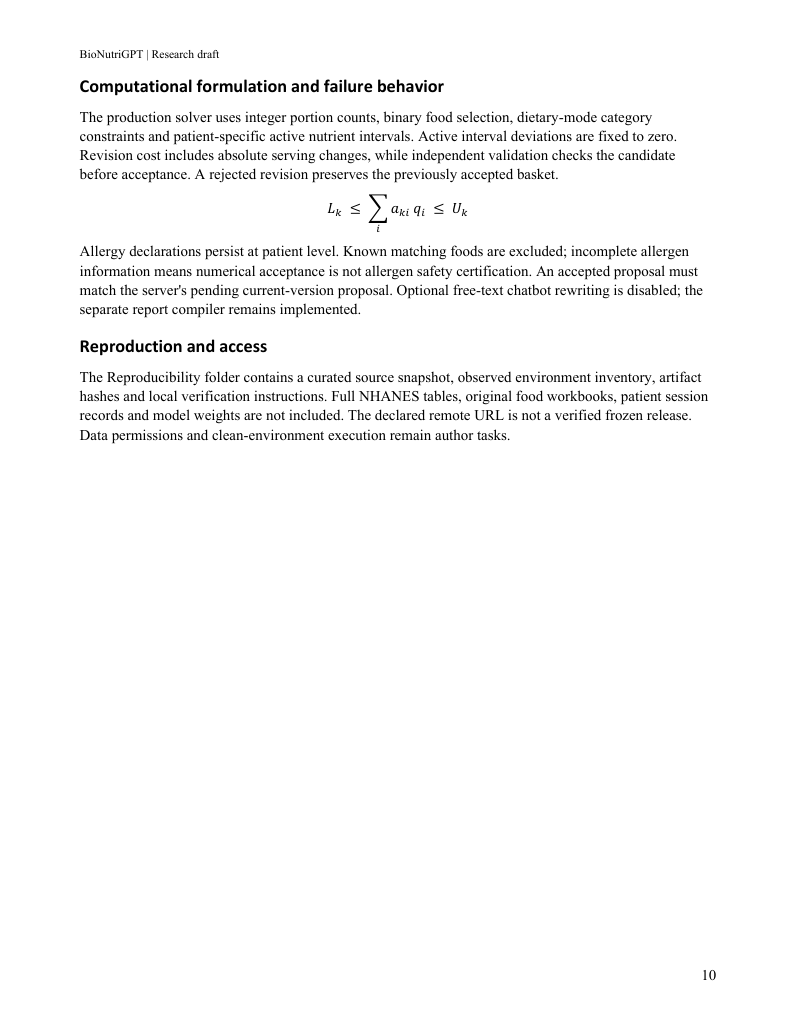 BioNutriGPT | Research draft
Computational formulation and failure behavior
The production solver uses integer portion counts, binary food selection, dietary-mode category
constraints and patient-specific active nutrient intervals. Active interval deviations are fixed to zero.
Revision cost includes absolute serving changes, while independent validation checks the candidate
before acceptance. A rejected revision preserves the previously accepted basket.
L_k ≤ ∑_i a_{ki} q_i ≤ U_k
Allergy declarations persist at patient level. Known matching foods are excluded; incomplete allergen
information means numerical acceptance is not allergen safety certification. An accepted proposal must
match the server's pending current-version proposal. Optional free-text chatbot rewriting is disabled; the
separate report compiler remains implemented.
Reproduction and access
The Reproducibility folder contains a curated source snapshot, observed environment inventory, artifact
hashes and local verification instructions. Full NHANES tables, original food workbooks, patient session
records and model weights are not included. The declared remote URL is not a verified frozen release.
Data permissions and clean-environment execution remain author tasks.
10